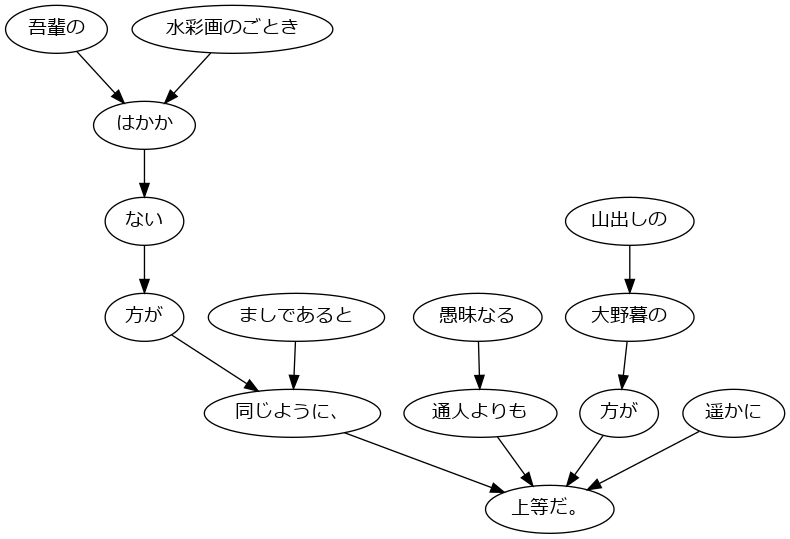 吾輩の
水彩画のごとき
はかか
ない
山出しの
方が
ましであると
愚昧なる
大野暮の
同じように、
通人よりも
方が
遥かに
上等だ。